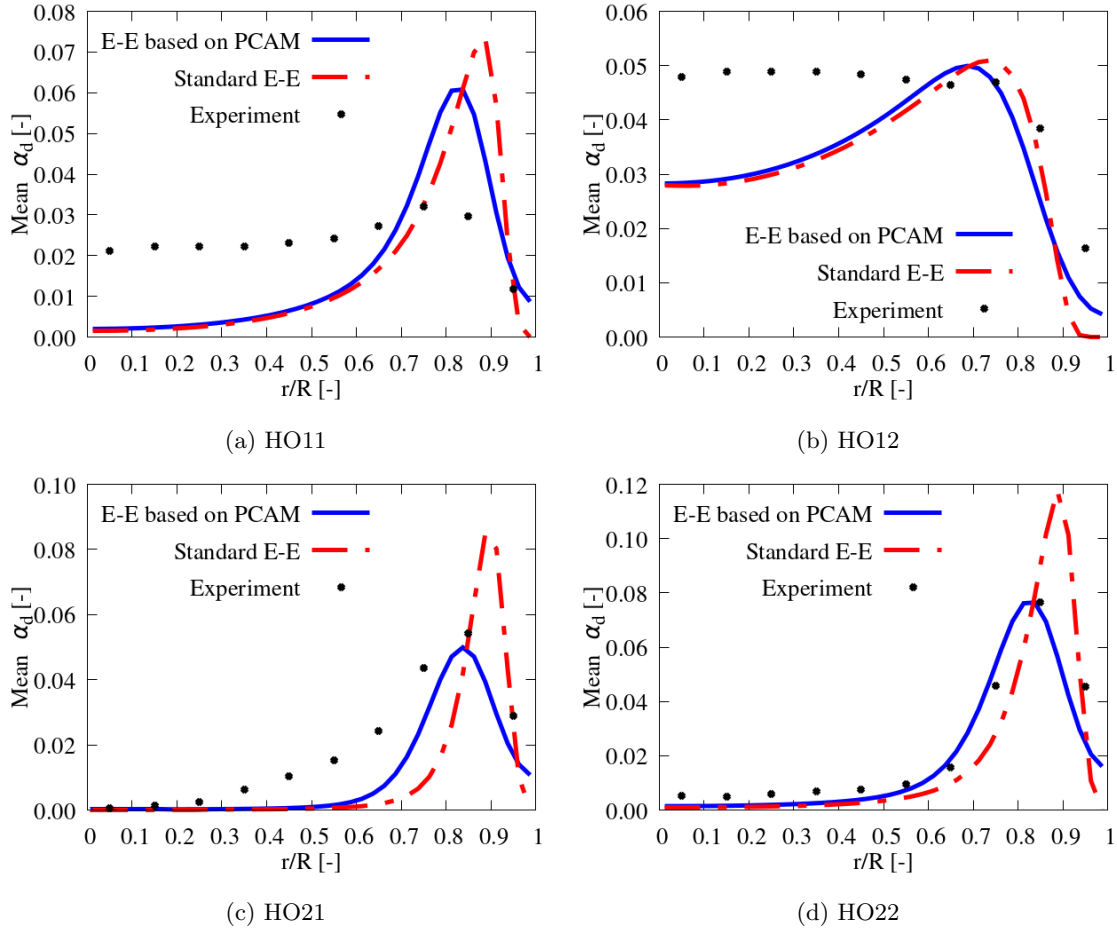 0.08
0.07
0.06
0.05
0.04
0.03
0.02
0.01
0.00
Mean αd [-]
E-E based on PCAM
Standard E-E
Experiment
0 0.1 0.2 0.3 0.4 0.5 0.6 0.7 0.8 0.9 1
r/R [-]
(a) HO11
0.06
0.05
0.04
0.03
0.02
0.01
0.00
Mean αd [-]
E-E based on PCAM
Standard E-E
Experiment
0 0.1 0.2 0.3 0.4 0.5 0.6 0.7 0.8 0.9 1
r/R [-]
(b) HO12
0.10
0.08
0.06
0.04
0.02
0.00
Mean αd [-]
E-E based on PCAM
Standard E-E
Experiment
0 0.1 0.2 0.3 0.4 0.5 0.6 0.7 0.8 0.9 1
r/R [-]
(c) HO21
0.12
0.10
0.08
0.06
0.04
0.02
0.00
Mean αd [-]
E-E based on PCAM
Standard E-E
Experiment
0 0.1 0.2 0.3 0.4 0.5 0.6 0.7 0.8 0.9 1
r/R [-]
(d) HO22